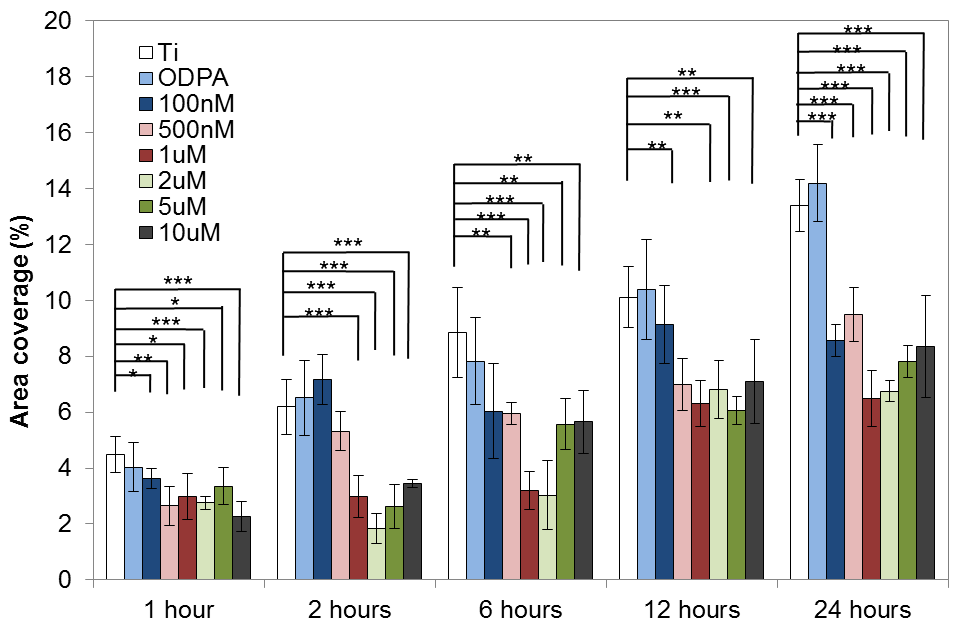 20
18
16
14
12
10
8
6
4
2
0
Area coverage (%)
Ti
ODPA
100nM
500nM
1uM
2uM
5uM
10uM
***
*
***
*
**
*
***
***
***
***
**
**
***
***
**
**
***
**
**
***
***
***
***
***
***
1 hour
2 hours
6 hours
12 hours
24 hours